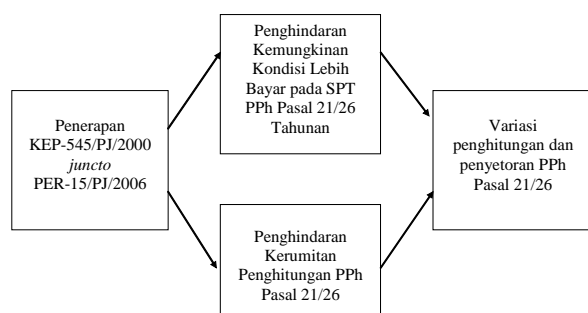 Penerapan
KEP-545/PJ/2000
juncto
PER-15/PJ/2006
Penghindaran
Kemungkinan
Kondisi Lebih
Bayar pada SPT
PPh Pasal 21/26
Tahunan
Penghindaran
Kerumitan
Penghitungan PPh
Pasal 21/26
Variasi
penghitungan dan
penyetoran PPh
Pasal 21/26